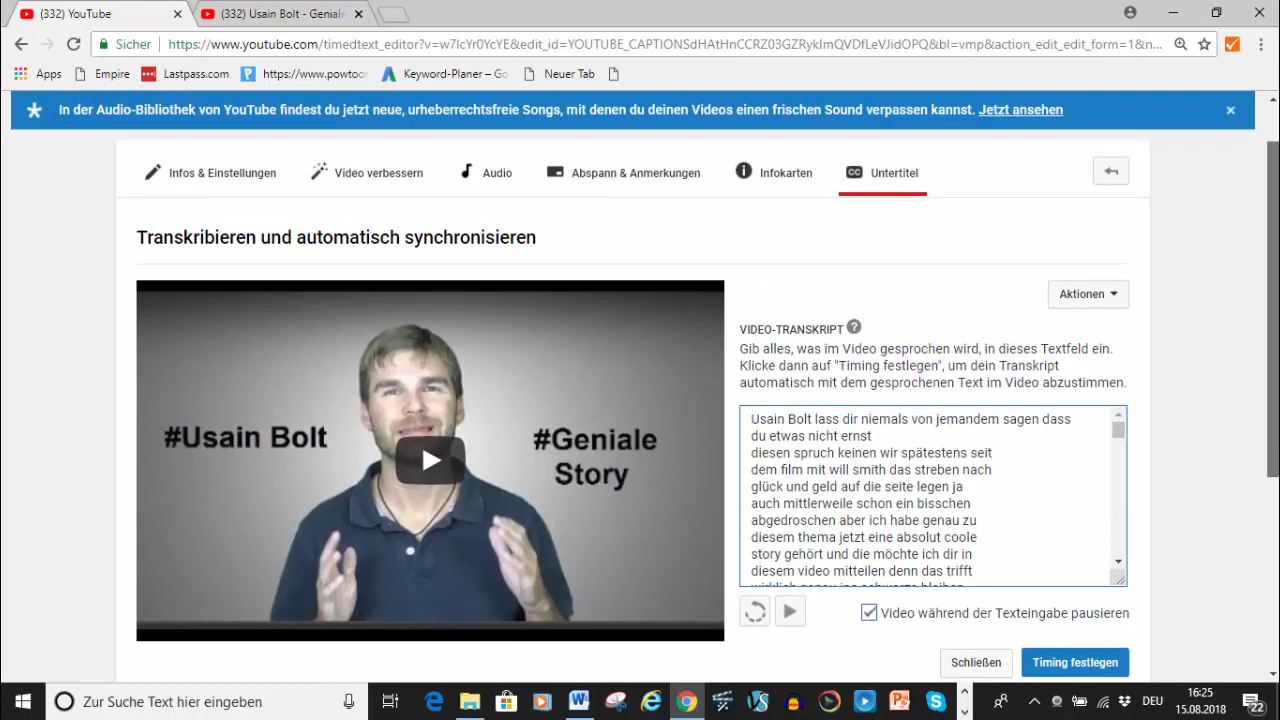 (332) YouTube
(332) Usain Bolt - Geniale
Sicher
https://www.youtube.com/timedtext_editor?v=w7IcYr0YcYE&edit_id=YOUTUBE_CAPTIONSdHAtHnCCRZ03GZRyklmQVDfLeVJidOPQ&bl=vmp&action_edit_edit_form=1&n...
Apps
Empire
Lastpass.com
https://www.powtoon
Keyword-Planer – Go
Neuer Tab
In der Audio-Bibliothek von YouTube findest du jetzt neue, urheberrechtsfreie Songs, mit denen du deinen Videos einen frischen Sound verpassen kannst. Jetzt ansehen
Infos & Einstellungen
Video verbessern
Audio
Abspann & Anmerkungen
Infokarten
CC Untertitel
Transkribieren und automatisch synchronisieren
#Usain Bolt
#Geniale
Story
Aktionen
VIDEO-TRANSKRIPT ?
Gib alles, was im Video gesprochen wird, in dieses Textfeld ein.
Klicke dann auf "Timing festlegen", um dein Transkript
automatisch mit dem gesprochenen Text im Video abzustimmen.
Usain Bolt lass dir niemals von jemandem sagen dass
du etwas nicht ernst
diesen spruch keinen wir spätestens seit
dem film mit will smith das streben nach
glück und geld auf die seite legen ja
auch mittlerweile schon ein bisschen
abgedroschen aber ich habe genau zu
diesem thema jetzt eine absolut coole
story gehört und die möchte ich dir in
diesem video mitteilen denn das trifft
wirklich genau ins schwarze bleiben
Video während der Texteingabe pausieren
Schließen
Timing festlegen
Zur Suche Text hier eingeben
DEU
16:25
15.08.2018
22